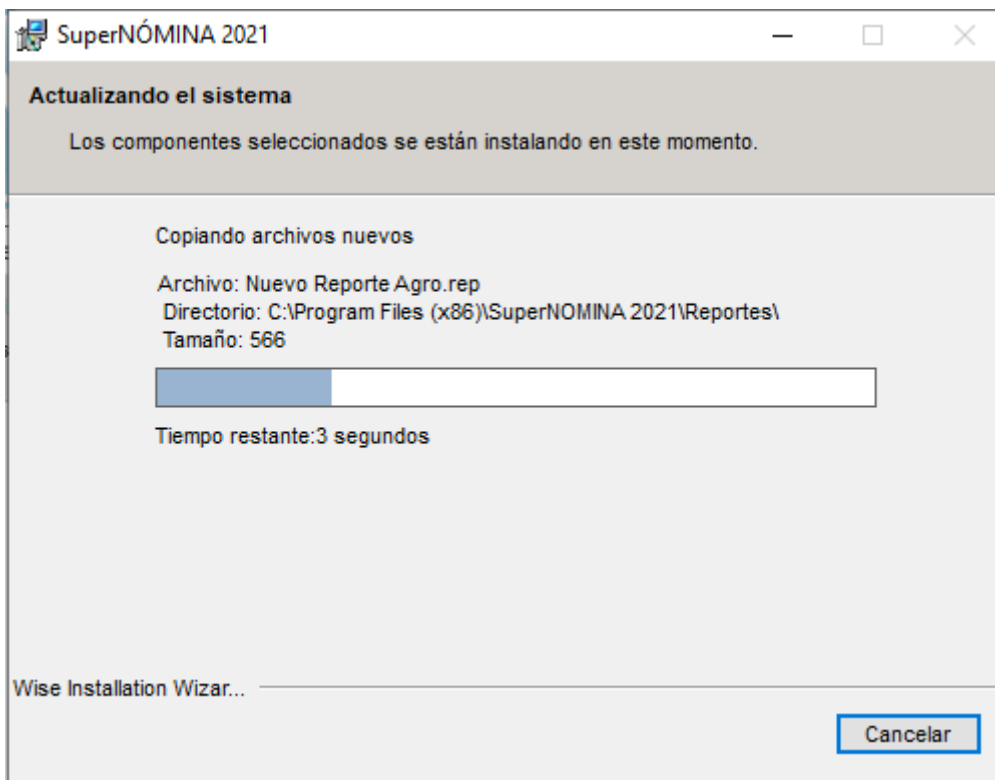 SuperNÓMINA 2021
Actualizando el sistema
Los componentes seleccionados se están instalando en este momento.
Copiando archivos nuevos
Archivo: Nuevo Reporte Agro.rep
Directorio: C:\Program Files (x86)\SuperNOMINA 2021\Reportes\
Tamaño: 566
Tiempo restante:3 segundos
Wise Installation Wizar...
Cancelar